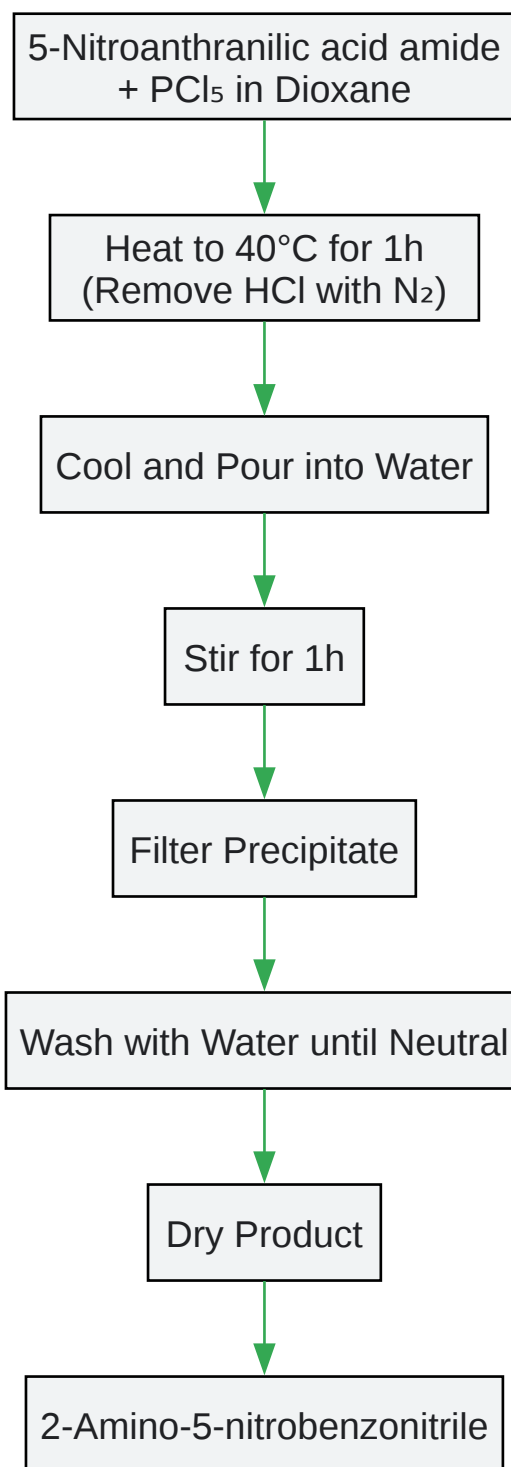 5-Nitroanthranilic acid amide
+ PCl₅ in Dioxane
Heat to 40°C for 1h
(Remove HCl with N₂)
Cool and Pour into Water
Stir for 1h
Filter Precipitate
Wash with Water until Neutral
Dry Product
2-Amino-5-nitrobenzonitrile